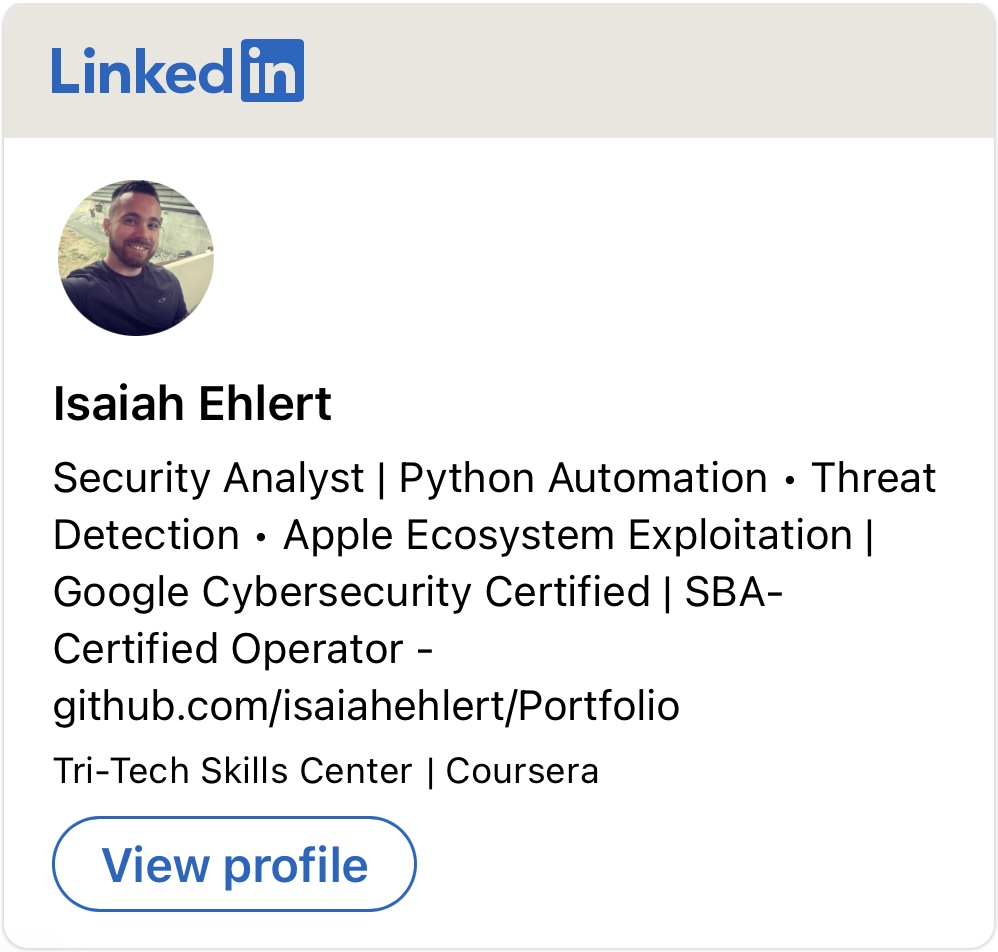 LinkedIn
Isaiah Ehlert
Security Analyst | Python Automation • Threat
Detection • Apple Ecosystem Exploitation |
Google Cybersecurity Certified | SBA-
Certified Operator -
github.com/isaiahehlert/Portfolio
Tri-Tech Skills Center | Coursera
View profile